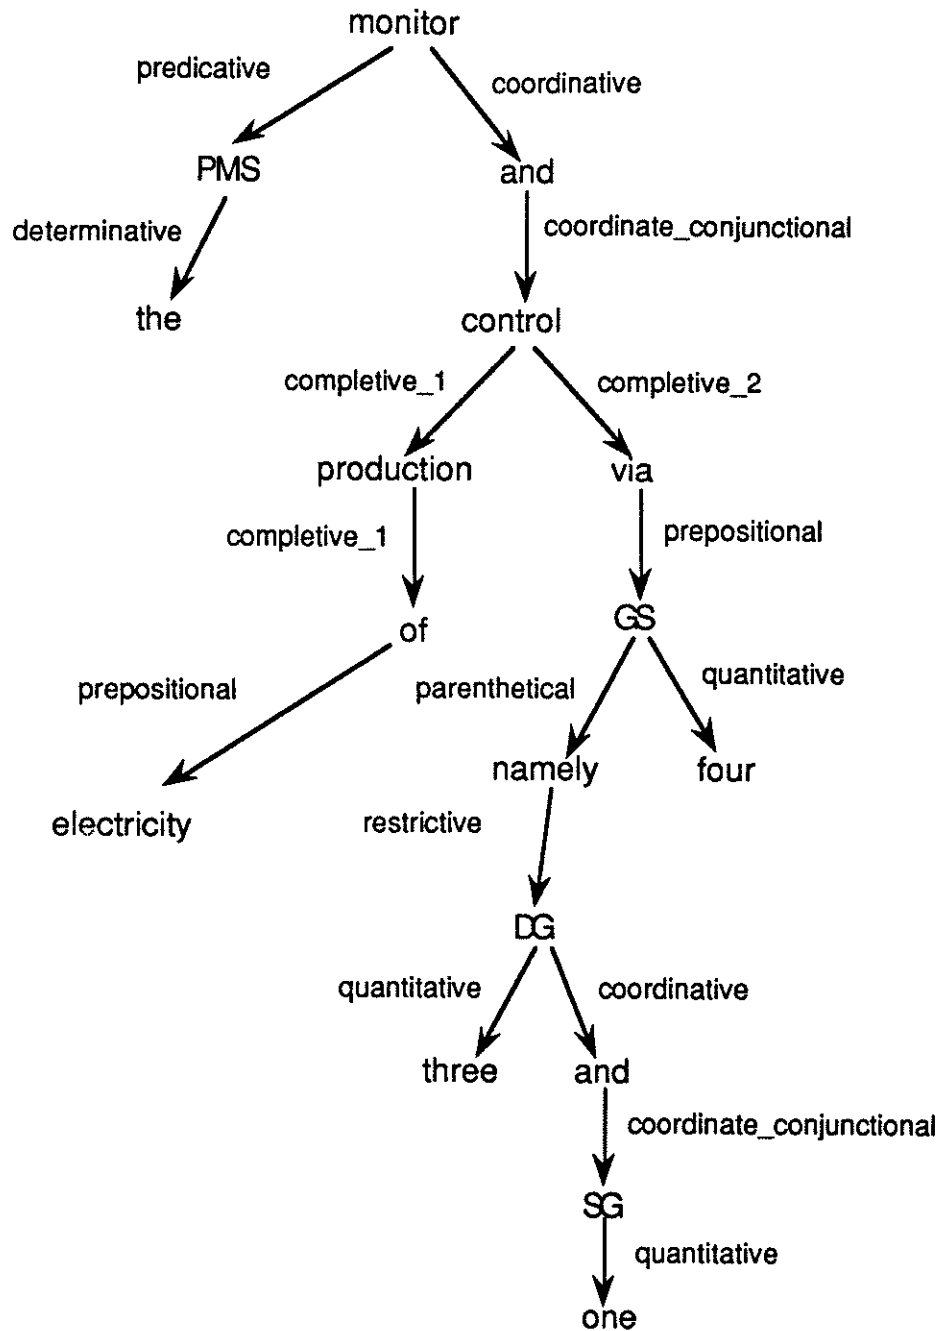 monitor
predicative
coordinative
PMS
and
determinative
coordinate_conjunctional
the
control
completive_1
completive_2
production
via
completive_1
prepositional
of
GS
prepositional
parenthetical
quantitative
namely
four
electricity
restrictive
DG
quantitative
coordinative
three
and
coordinate_conjunctional
SG
quantitative
one